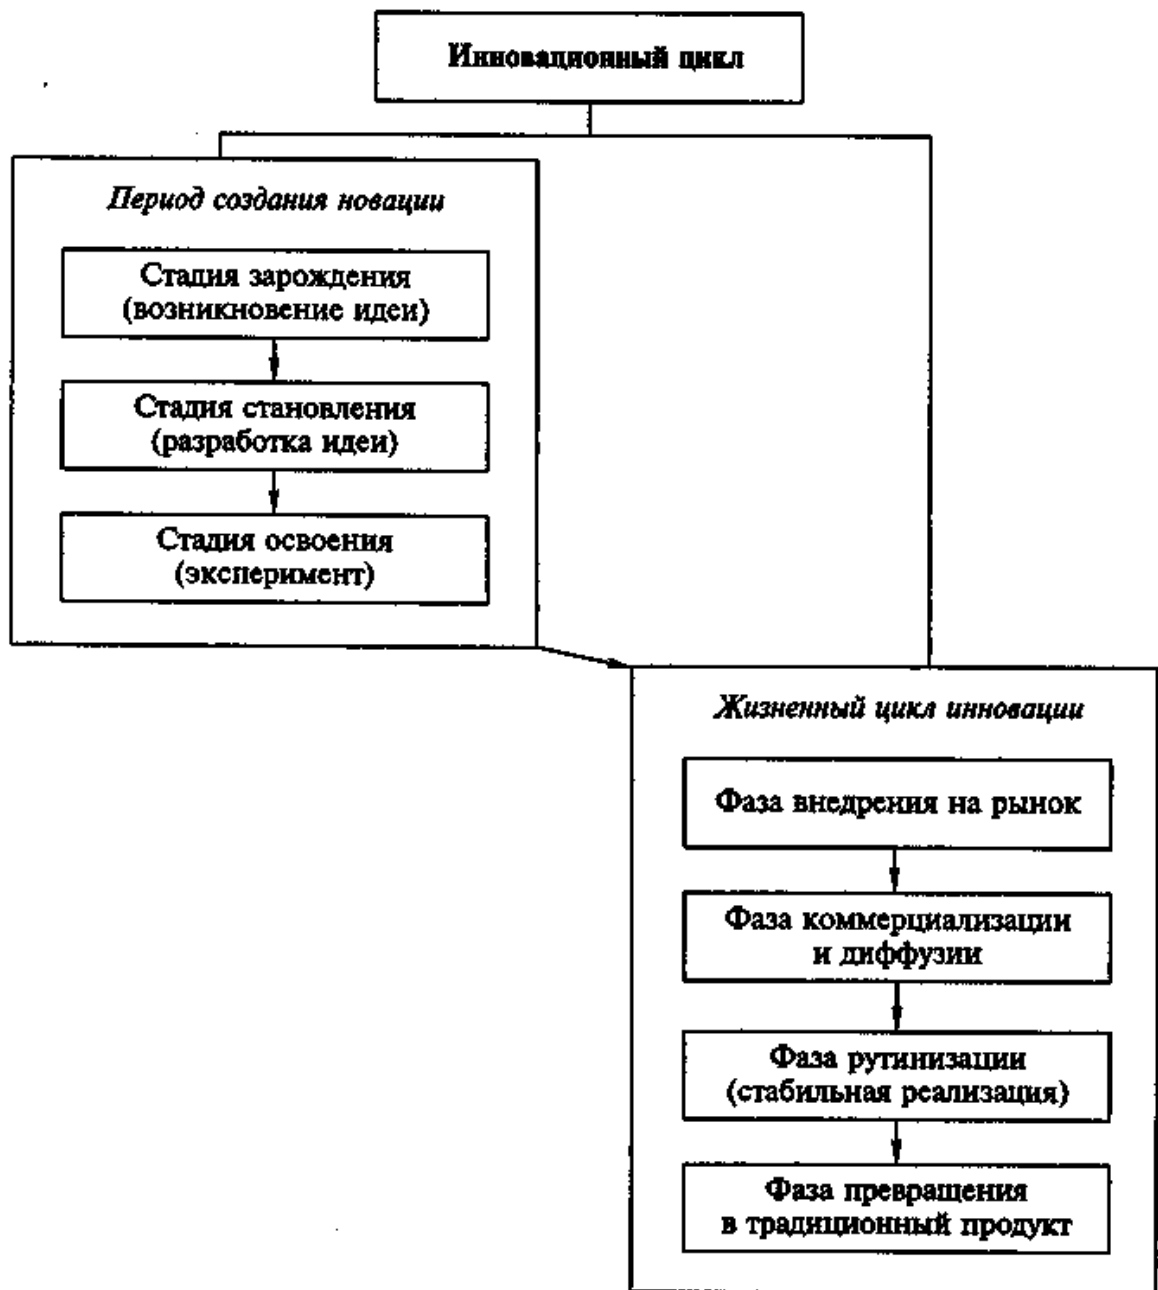 Инновационный цикл
Период создания новации
Стадия зарождения
(возникновение идеи)
Стадия становления
(разработка идеи)
Стадия освоения
(эксперимент)
Жизненный цикл инновации
Фаза внедрения на рынок
Фаза коммерциализации
и диффузии
Фаза рутинизации
(стабильная реализация)
Фаза превращения
в традиционный продукт